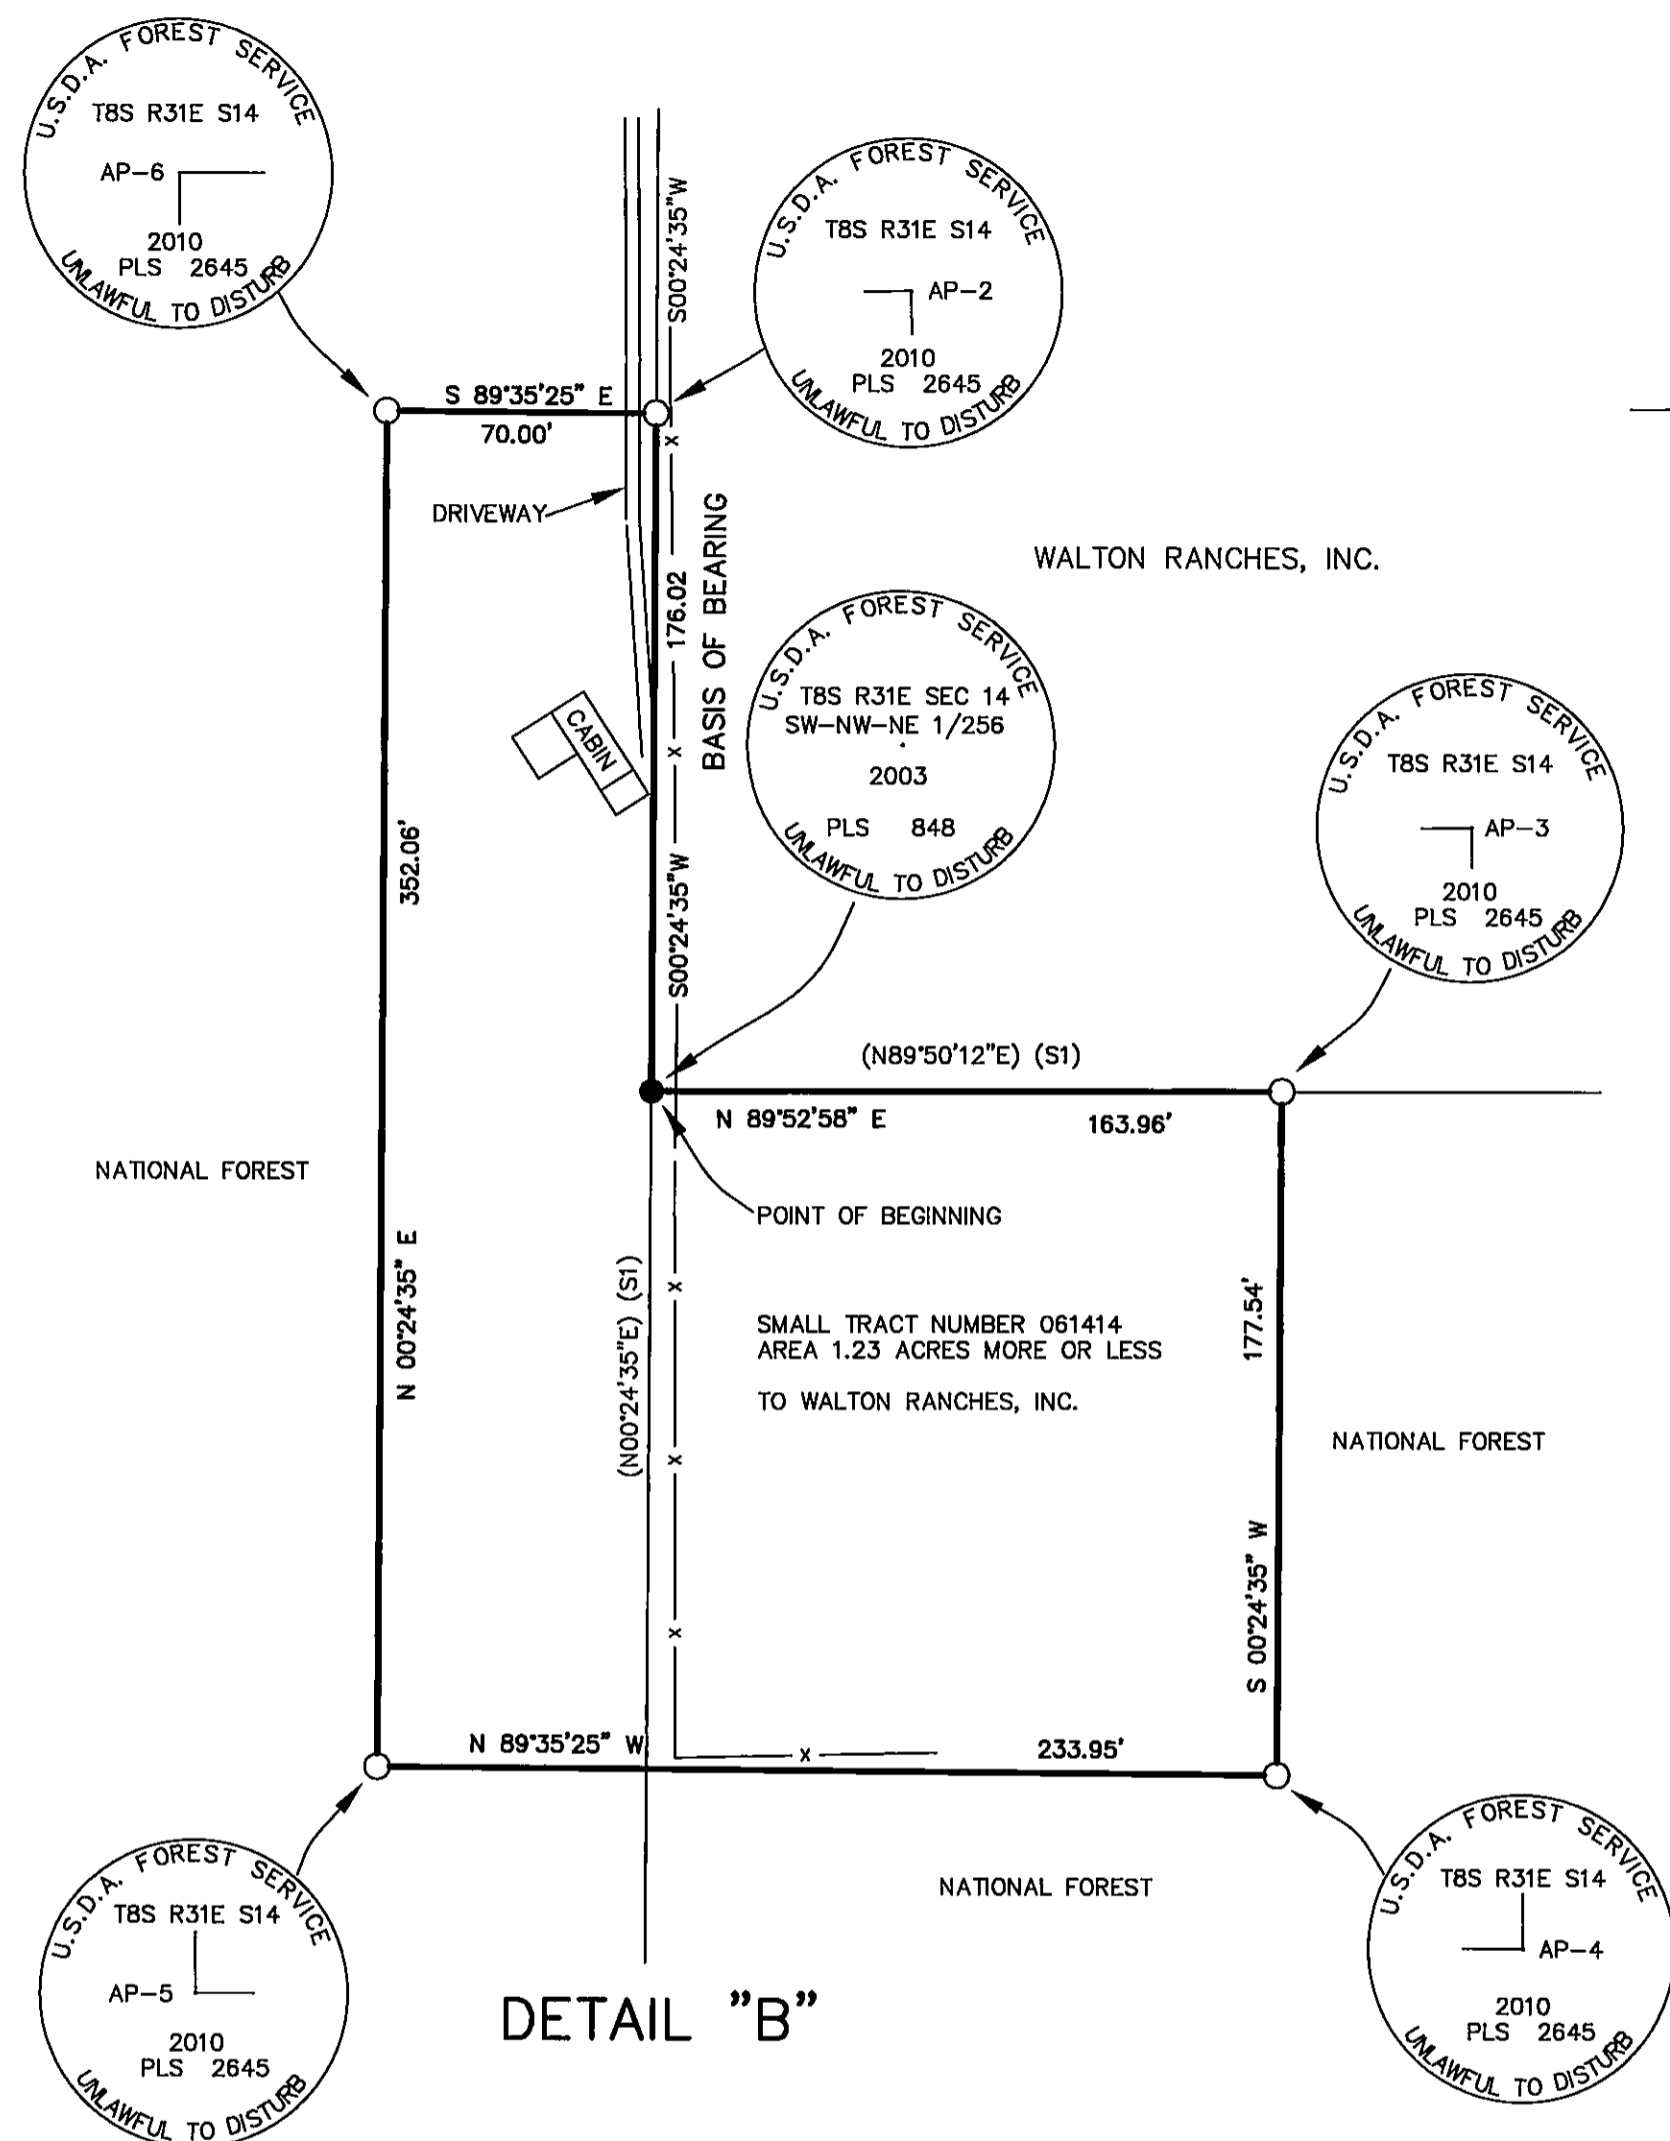 U.S.D.A. FOREST SERVICE
T8S R31E S14
AP-6
2010
PLS 2645
UNLAWFUL TO DISTURB
U.S.D.A. FOREST SERVICE
T8S R31E S14
AP-2
2010
PLS 2645
UNLAWFUL TO DISTURB
S00°24'35"W
S 89°35'25" E
70.00'
DRIVEWAY
176.02
BASIS OF BEARING
WALTON RANCHES, INC.
U.S.D.A. FOREST SERVICE
T8S R31E SEC 14
SW-NW-NE 1/256
2003
PLS 848
UNLAWFUL TO DISTURB
U.S.D.A. FOREST SERVICE
T8S R31E S14
AP-3
2010
PLS 2645
UNLAWFUL TO DISTURB
CABIN
352.06'
S00°24'35"W
(N89°50'12"E) (S1)
N 89°52'58" E
163.96'
NATIONAL FOREST
POINT OF BEGINNING
N 00°24'35" E
(N00°24'35"E) (S1)
SMALL TRACT NUMBER 061414
AREA 1.23 ACRES MORE OR LESS
TO WALTON RANCHES, INC.
177.54'
NATIONAL FOREST
S 00°24'35" W
N 89°35'25" W
233.95'
U.S.D.A. FOREST SERVICE
T8S R31E S14
AP-5
2010
PLS 2645
UNLAWFUL TO DISTURB
NATIONAL FOREST
U.S.D.A. FOREST SERVICE
T8S R31E S14
AP-4
2010
PLS 2645
UNLAWFUL TO DISTURB
DETAIL "B"